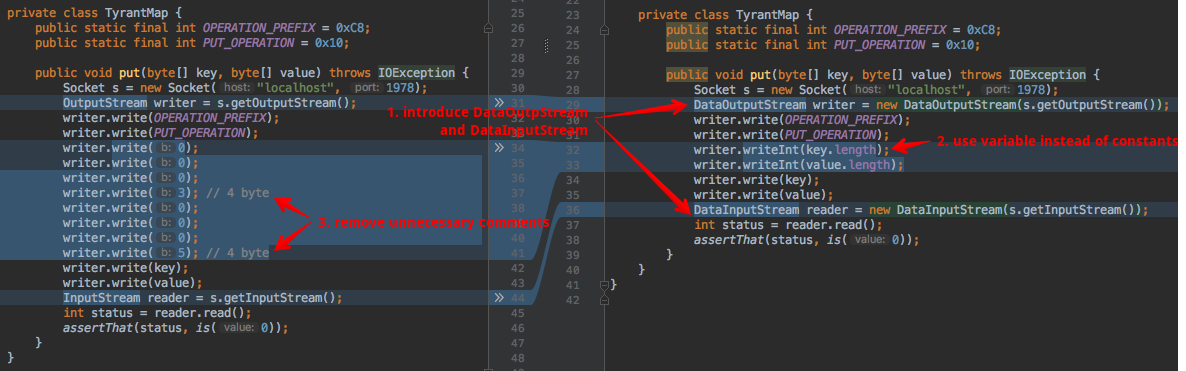 private class TyrantMap {
public static final int OPERATION_PREFIX = 0xC8;
public static final int PUT_OPERATION = 0x10;
public void put(byte[] key, byte[] value) throws IOException {
Socket s = new Socket( host: "localhost", port: 1978);
OutputStream writer = s.getOutputStream();
writer.write(OPERATION_PREFIX);
writer.write(PUT_OPERATION);
writer.write( b: 0);
writer.write( b: 0);
writer.write( b: 0);
writer.write( b: 3); // 4 byte
writer.write( b: 0);
writer.write( b: 0);
writer.write( b: 0);
writer.write( b: 5); // 4 byte
writer.write(key);
writer.write(value);
InputStream reader = s.getInputStream();
int status = reader.read();
assertThat(status, is( value: 0));
}
}
25
26
27
28
29
30
31
32
33
34
35
36
37
38
39
40
41
42
43
44
45
46
47
48
1. introduce DataOutpStream
and DataInputStream
3. remove unnecessary comments
22
23
24
25
26
27
28
29
30
31
32
33
34
35
36
37
38
39
40
41
42
private class TyrantMap {
public static final int OPERATION_PREFIX = 0xC8;
public static final int PUT_OPERATION = 0x10;
public void put(byte[] key, byte[] value) throws IOException {
Socket s = new Socket( host: "localhost", port: 1978);
DataOutputStream writer = new DataOutputStream(s.getOutputStream());
writer.write(OPERATION_PREFIX);
writer.write(PUT_OPERATION);
writer.writeInt(key.length);
2. use variable instead of constants
writer.writeInt(value.length);
writer.write(key);
writer.write(value);
DataInputStream reader = new DataInputStream(s.getInputStream());
int status = reader.read();
assertThat(status, is( value: 0));
}
}
}